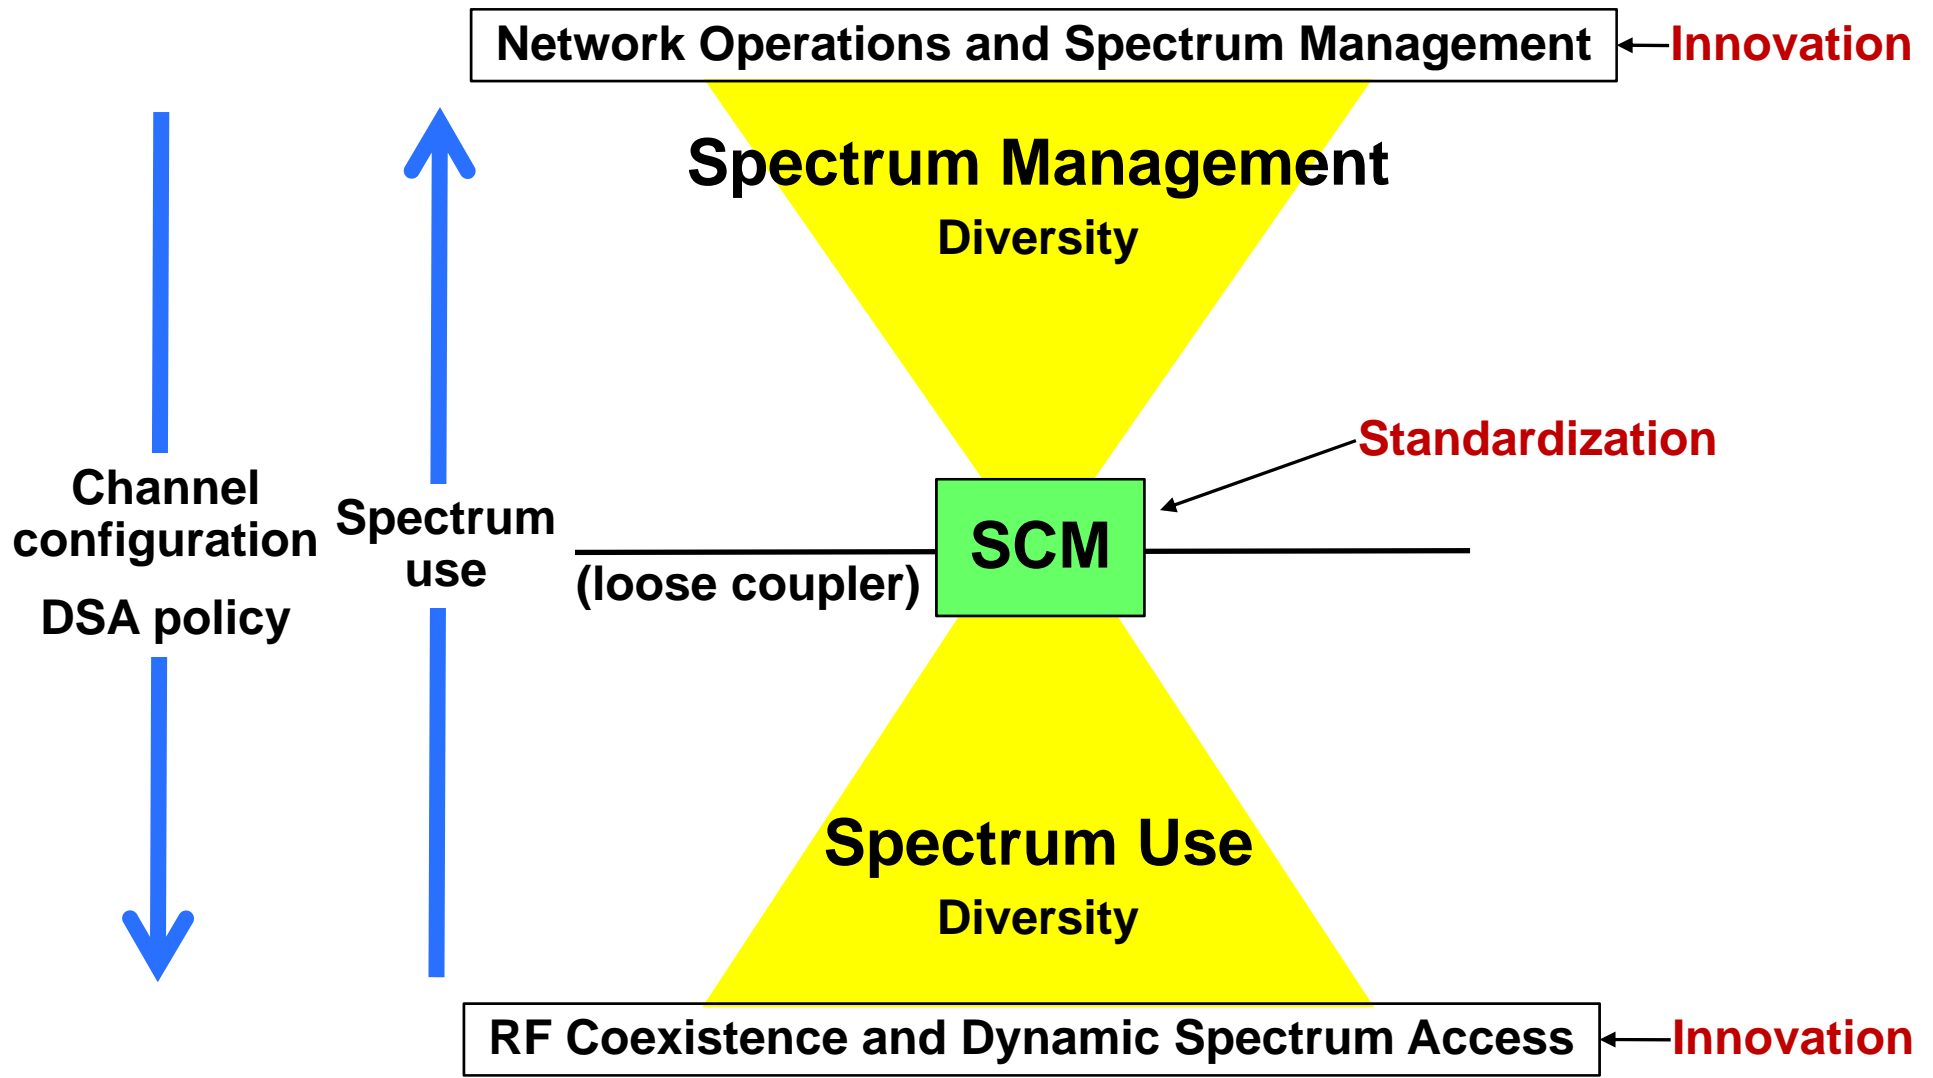 Network Operations and Spectrum Management
Innovation
Spectrum Management
Diversity
Standardization
Channel
configuration
DSA policy
Spectrum
use
(loose coupler)
SCM
Spectrum Use
Diversity
RF Coexistence and Dynamic Spectrum Access
Innovation